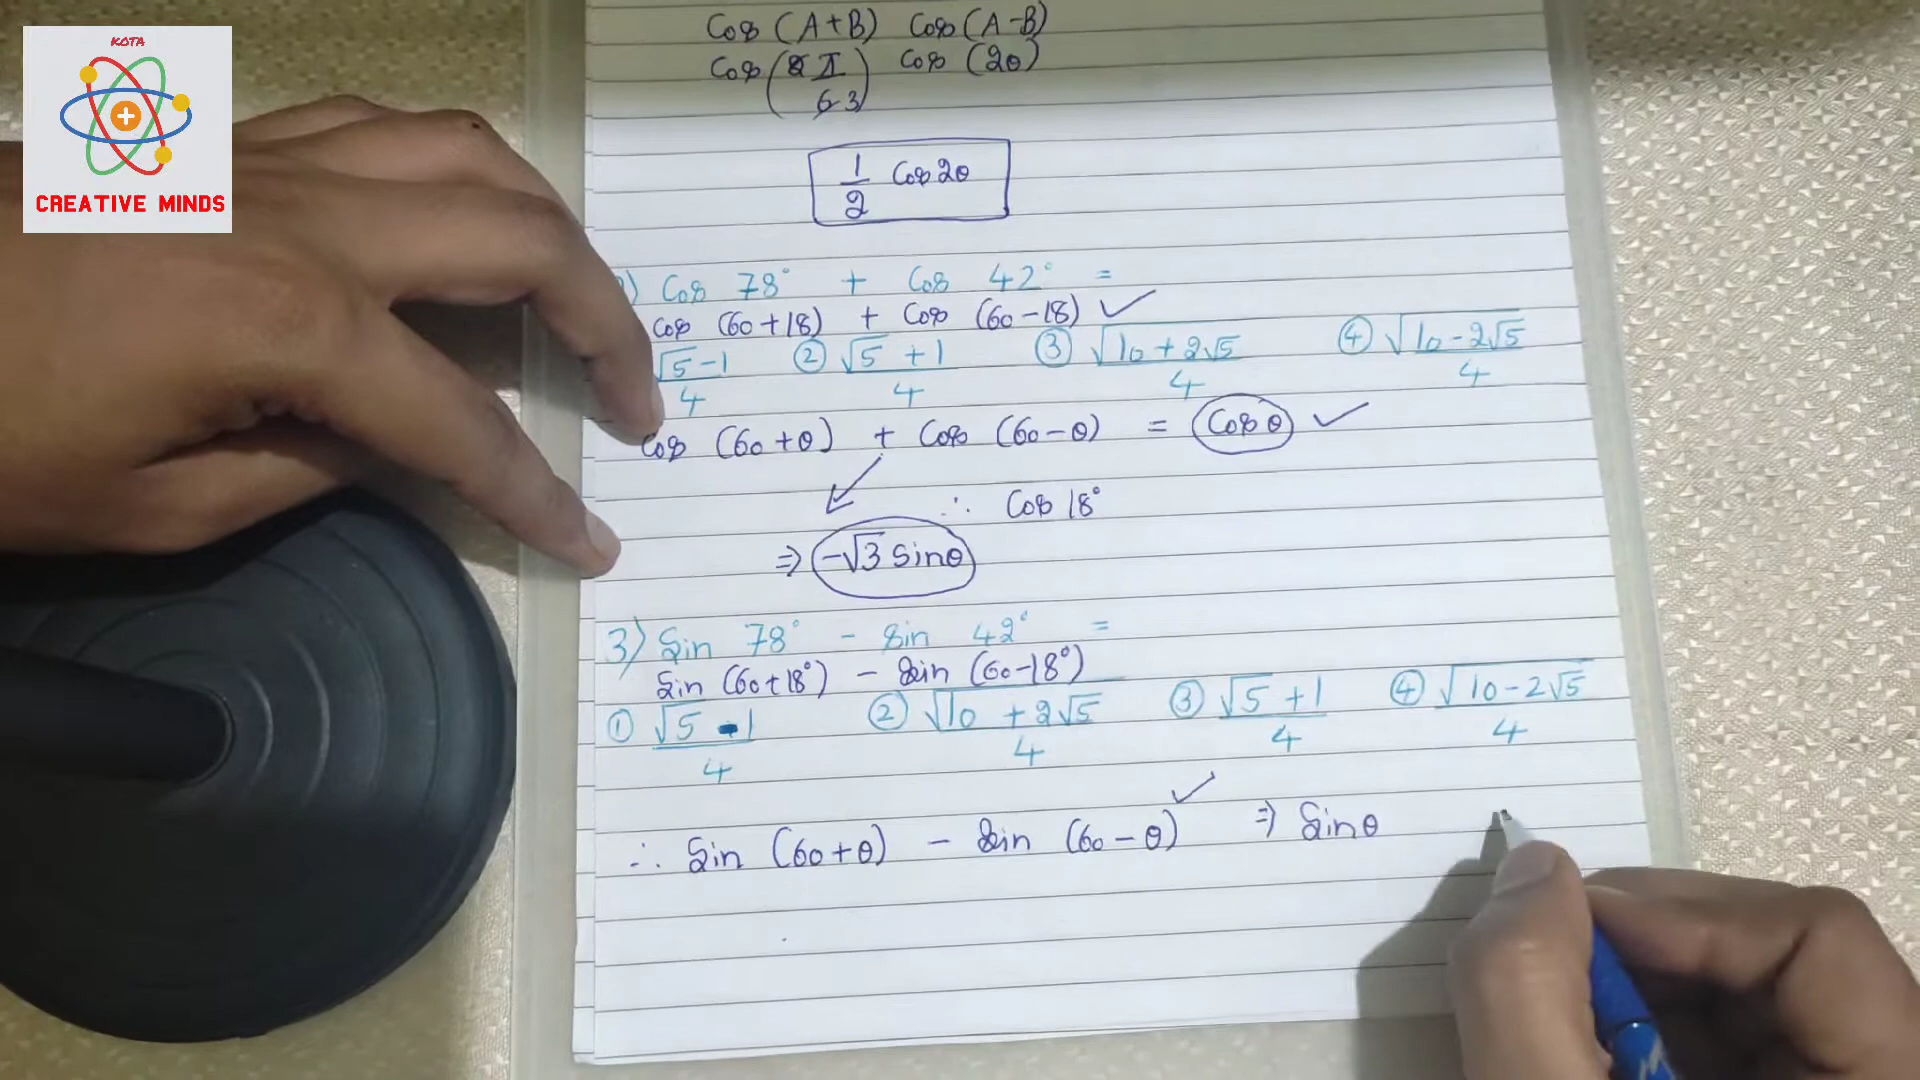 KOTA
CREATIVE MINDS
Cos (A+B) Cos (A-B)
Cos (π/3) Cos (2θ)
1/2 Cos 2θ
) Cos 78° + Cos 42° =
cos (60+18) + Cos (60-18) ✓
√5-1/4 ② √5+1/4 ③ √10+2√5/4 ④ √10-2√5/4
Cos (60+θ) + Cos (60-θ) = Cos θ ✓
∴ Cos 18°
⇒ -√3 Sinθ
3) Sin 78° - Sin 42° =
Sin (60+18°) - Sin (60-18°)
① √5-1/4 ② √10+2√5/4 ③ √5+1/4 ④ √10-2√5/4
∴ Sin (60+θ) - Sin (60-θ) ✓ ⇒ Sinθ